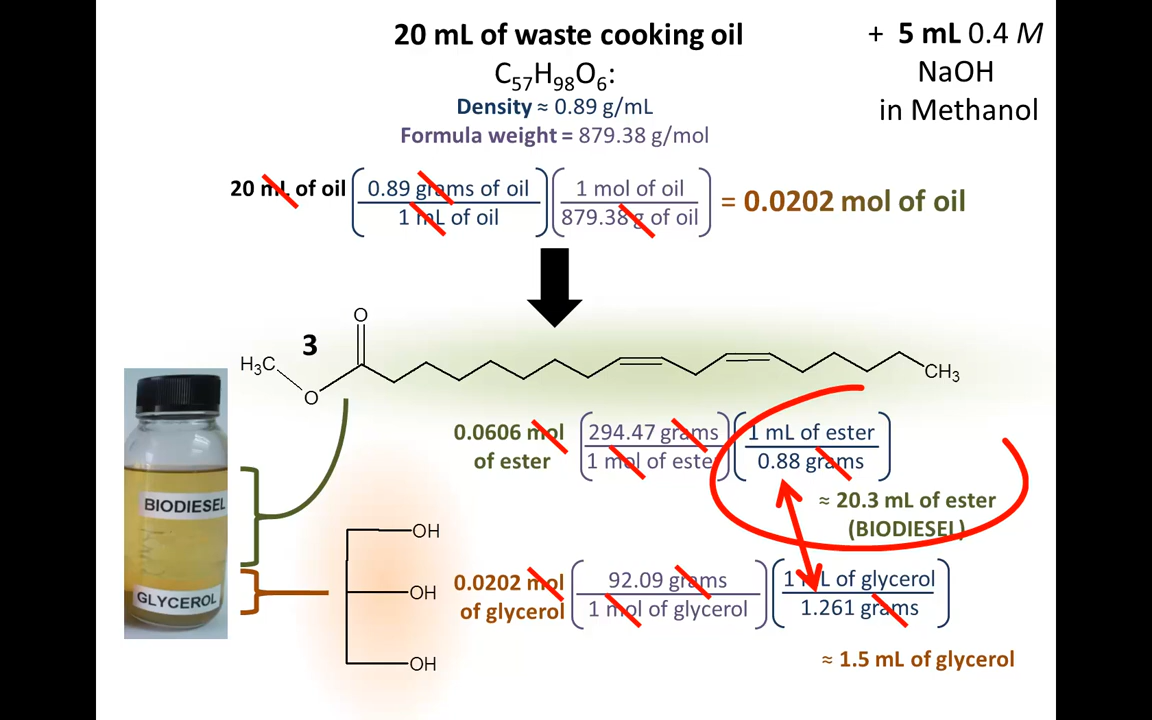 20 mL of waste cooking oil
+ 5 mL 0.4 M
NaOH
in Methanol
C57H98O6:
Density ≈ 0.89 g/mL
Formula weight = 879.38 g/mol
20 mL of oil
0.89 grams of oil
1 mL of oil
1 mol of oil
879.38 g of oil
= 0.0202 mol of oil
O
3
H3C
O
CH3
0.0606 mol
of ester
294.47 grams
1 mol of ester
1 mL of ester
0.88 grams
≈ 20.3 mL of ester
(BIODIESEL)
BIODIESEL
GLYCEROL
OH
OH
OH
0.0202 mol
of glycerol
92.09 grams
1 mol of glycerol
1 mL of glycerol
1.261 grams
≈ 1.5 mL of glycerol